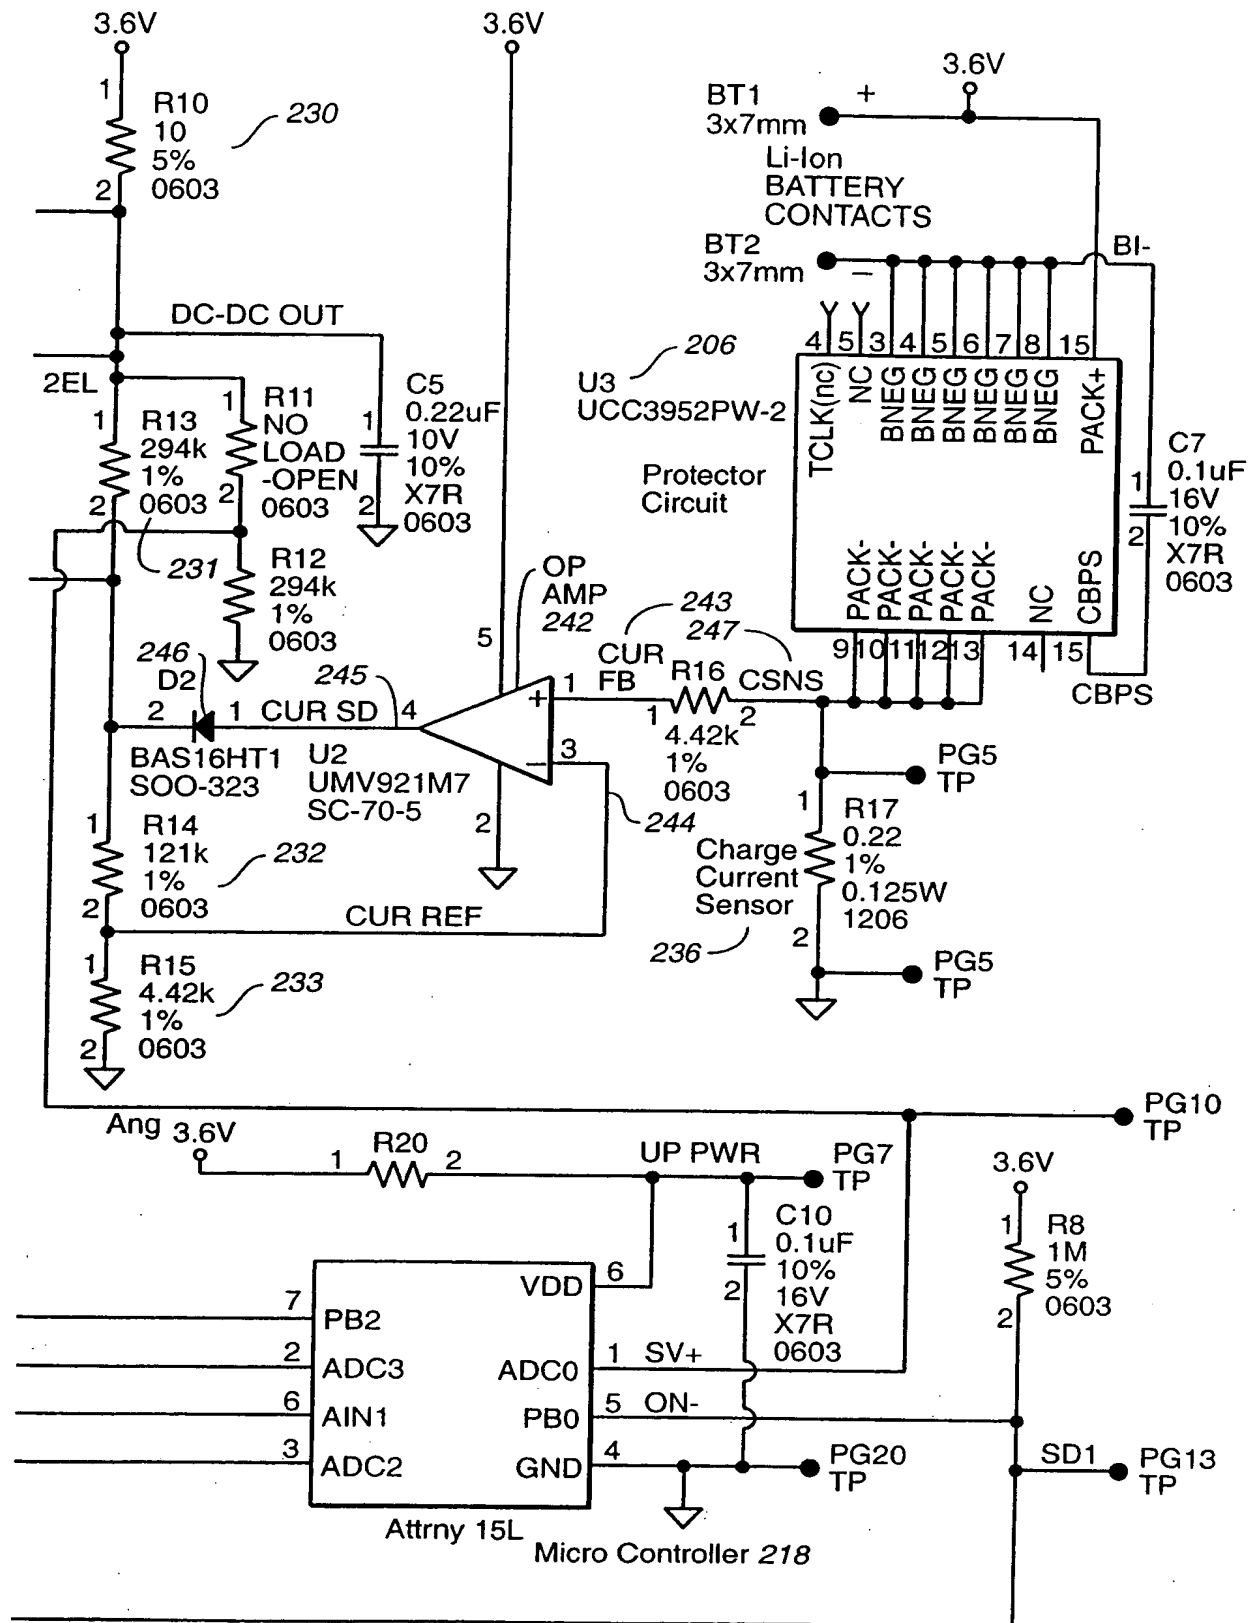 3.6V
1
R10
10
5%
0603
2
230
3.6V
3.6V
BT1
3x7mm
+
Li-Ion
BATTERY
CONTACTS
BT2
3x7mm
−
BI-
DC-DC OUT
2EL
1
R13
294k
1%
0603
2
231
1
R11
NO
LOAD
-OPEN
0603
2
1
C5
0.22uF
10V
10%
X7R
0603
2
1
R12
294k
1%
0603
2
206
U3
UCC3952PW-2
Protector
Circuit
4
5
3
4
5
6
7
8
15
TCLK(nc)
NC
BNEG
BNEG
BNEG
BNEG
BNEG
BNEG
PACK+
PACK-
PACK-
PACK-
PACK-
PACK-
NC
CBPS
9
10
11
12
13
14
15
CBPS
1
C7
0.1uF
16V
10%
2
X7R
0603
OP
AMP
242
5
243
247
CUR
FB
R16
CSNS
1
2
4.42k
1%
0603
246
D2
2
1
BAS16HT1
SOO-323
245
CUR SD
4
+
1
−
3
U2
UMV921M7
SC-70-5
2
244
PG5
TP
1
R17
0.22
1%
0.125W
1206
2
Charge
Current
Sensor
236
PG5
TP
1
R14
121k
1%
0603
2
232
CUR REF
1
R15
4.42k
1%
0603
2
233
PG10
TP
Ang
3.6V
1
R20
2
UP PWR
PG7
TP
1
C10
0.1uF
10%
16V
X7R
0603
2
3.6V
1
R8
1M
5%
0603
2
7
PB2
2
ADC3
6
AIN1
3
ADC2
VDD
6
ADC0
1
SV+
PB0
5
ON-
GND
4
PG20
TP
SD1
PG13
TP
Attrny 15L
Micro Controller 218